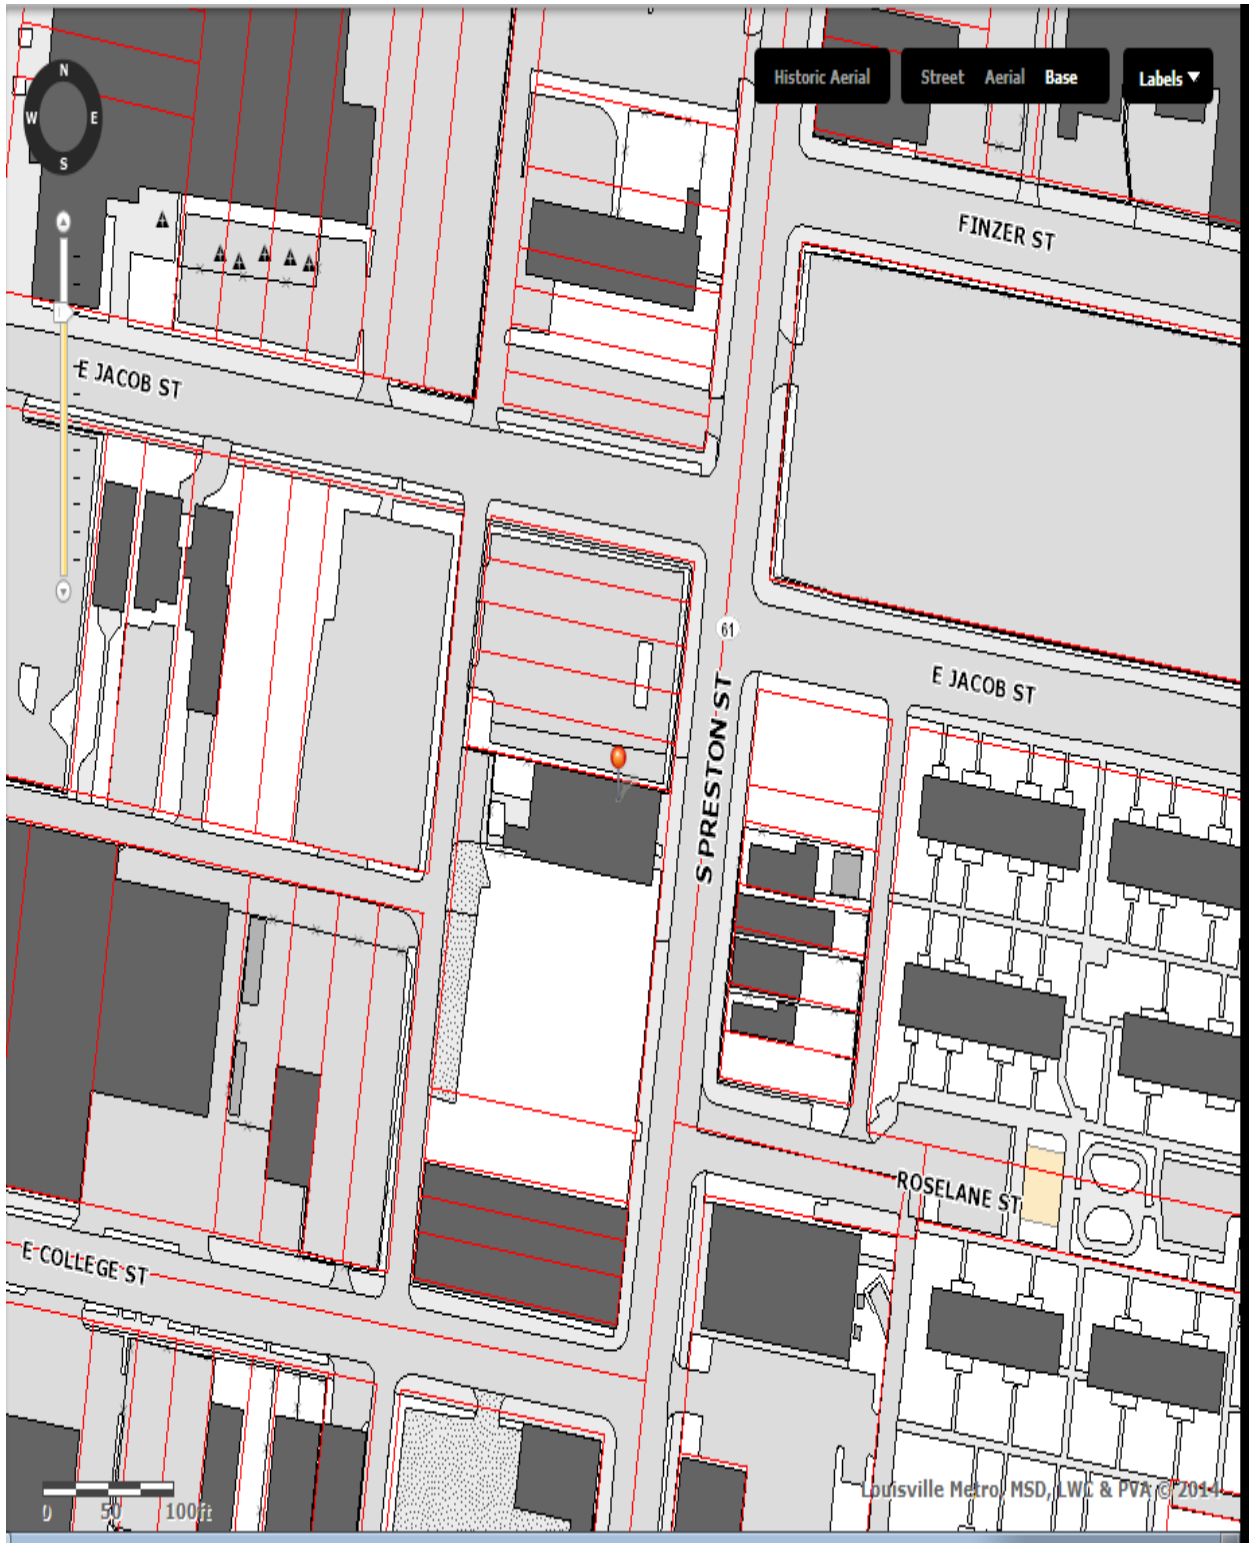 Historic Aerial Street Aerial Base Labels
N
W E
S
FINZER ST
E JACOB ST
61
E JACOB ST
S PRESTON ST
ROSELANE ST
E COLLEGE ST
0 50 100ft
Louisville Metro, MSD, LWC & PVA © 2014